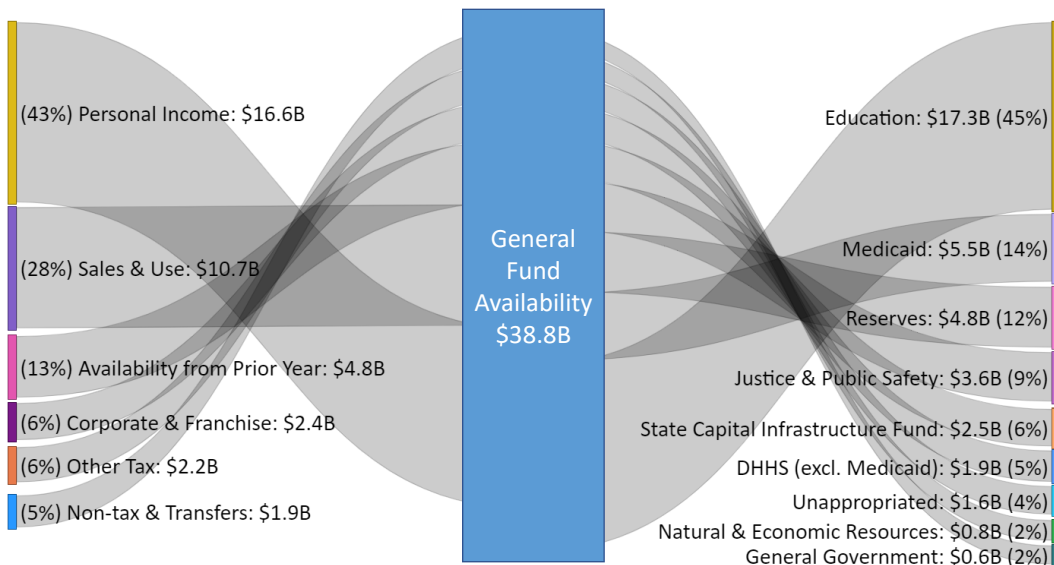 (43%) Personal Income: $16.6B
(28%) Sales & Use: $10.7B
(13%) Availability from Prior Year: $4.8B
(6%) Corporate & Franchise: $2.4B
(6%) Other Tax: $2.2B
(5%) Non-tax & Transfers: $1.9B
General
Fund
Availability
$38.8B
Education: $17.3B (45%)
Medicaid: $5.5B (14%)
Reserves: $4.8B (12%)
Justice & Public Safety: $3.6B (9%)
State Capital Infrastructure Fund: $2.5B (6%)
DHHS (excl. Medicaid): $1.9B (5%)
Unappropriated: $1.6B (4%)
Natural & Economic Resources: $0.8B (2%)
General Government: $0.6B (2%)